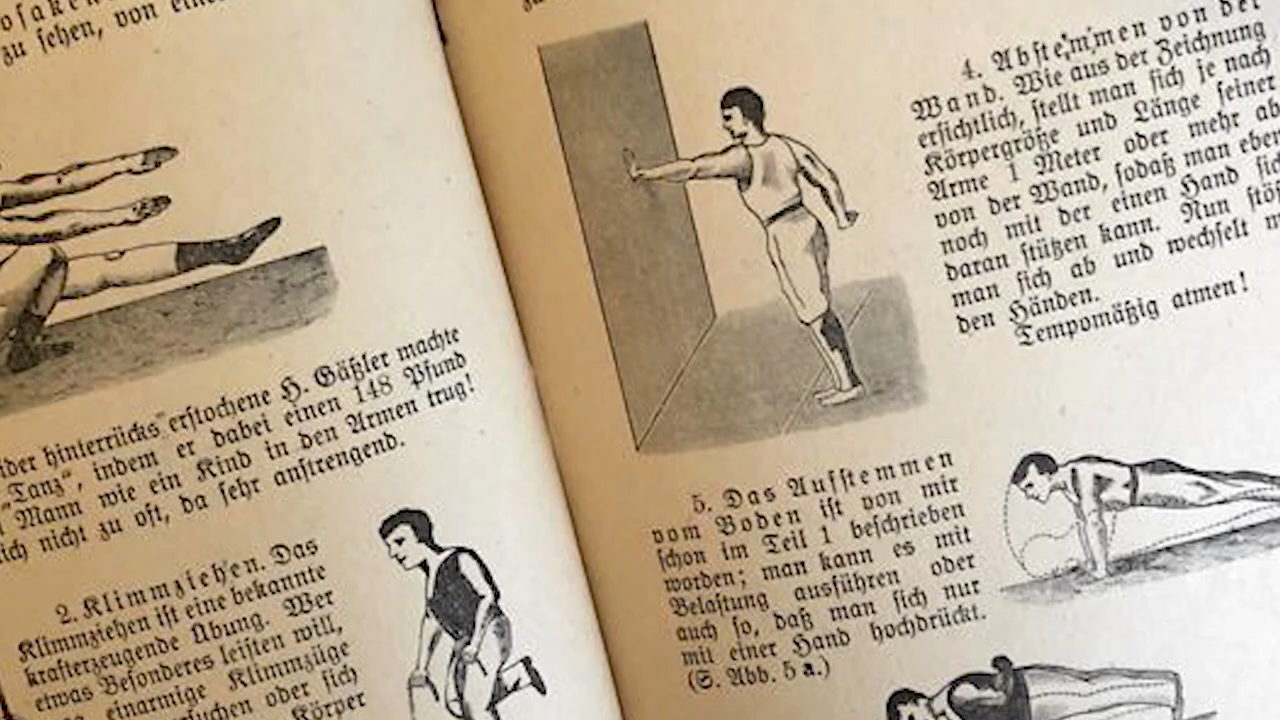 zu sehen, von
hinterrücks erstochene H. Gäßler machte
"Tanz", indem er dabei einen 148 Pfund
Mann wie ein Kind in den Armen trug!
nicht zu oft, da sehr anstrengend.
2. Klimmziehen. Das
Klimmziehen ist eine bekannte
krafterzeugende Übung. Wer
etwas Besonderes leisten will,
einarmige Klimmzüge
oder sich
Körper
4. Abstemmen von der
Wand. Wie aus der Zeichnung
ersichtlich, stellt man sich je nach
Körpergröße und Länge seiner
Arme 1 Meter oder mehr ab
von der Wand, sodaß man eben
noch mit der einen Hand sich
daran stützen kann. Nun stöß
man sich ab und wechselt m
den Händen.
Tempomäßig atmen!
5. Das Aufstemmen
vom Boden ist von mir
schon im Teil 1 beschrieben
worden; man kann es mit
Belastung ausführen oder
auch so, daß man sich nur
mit einer Hand hochdrückt.
(S. Abb. 5 a.)